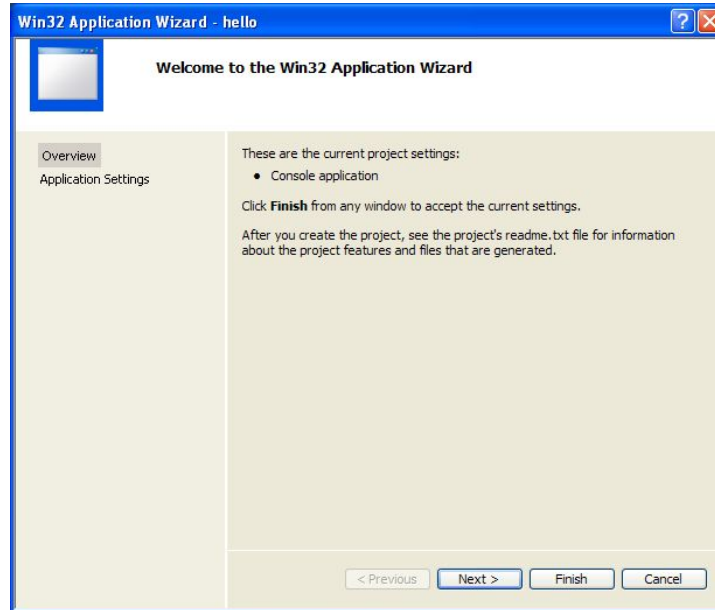 Win32 Application Wizard - hello
Welcome to the Win32 Application Wizard
Overview
Application Settings
These are the current project settings:
• Console application
Click Finish from any window to accept the current settings.
After you create the project, see the project's readme.txt file for information
about the project features and files that are generated.
< Previous
Next >
Finish
Cancel